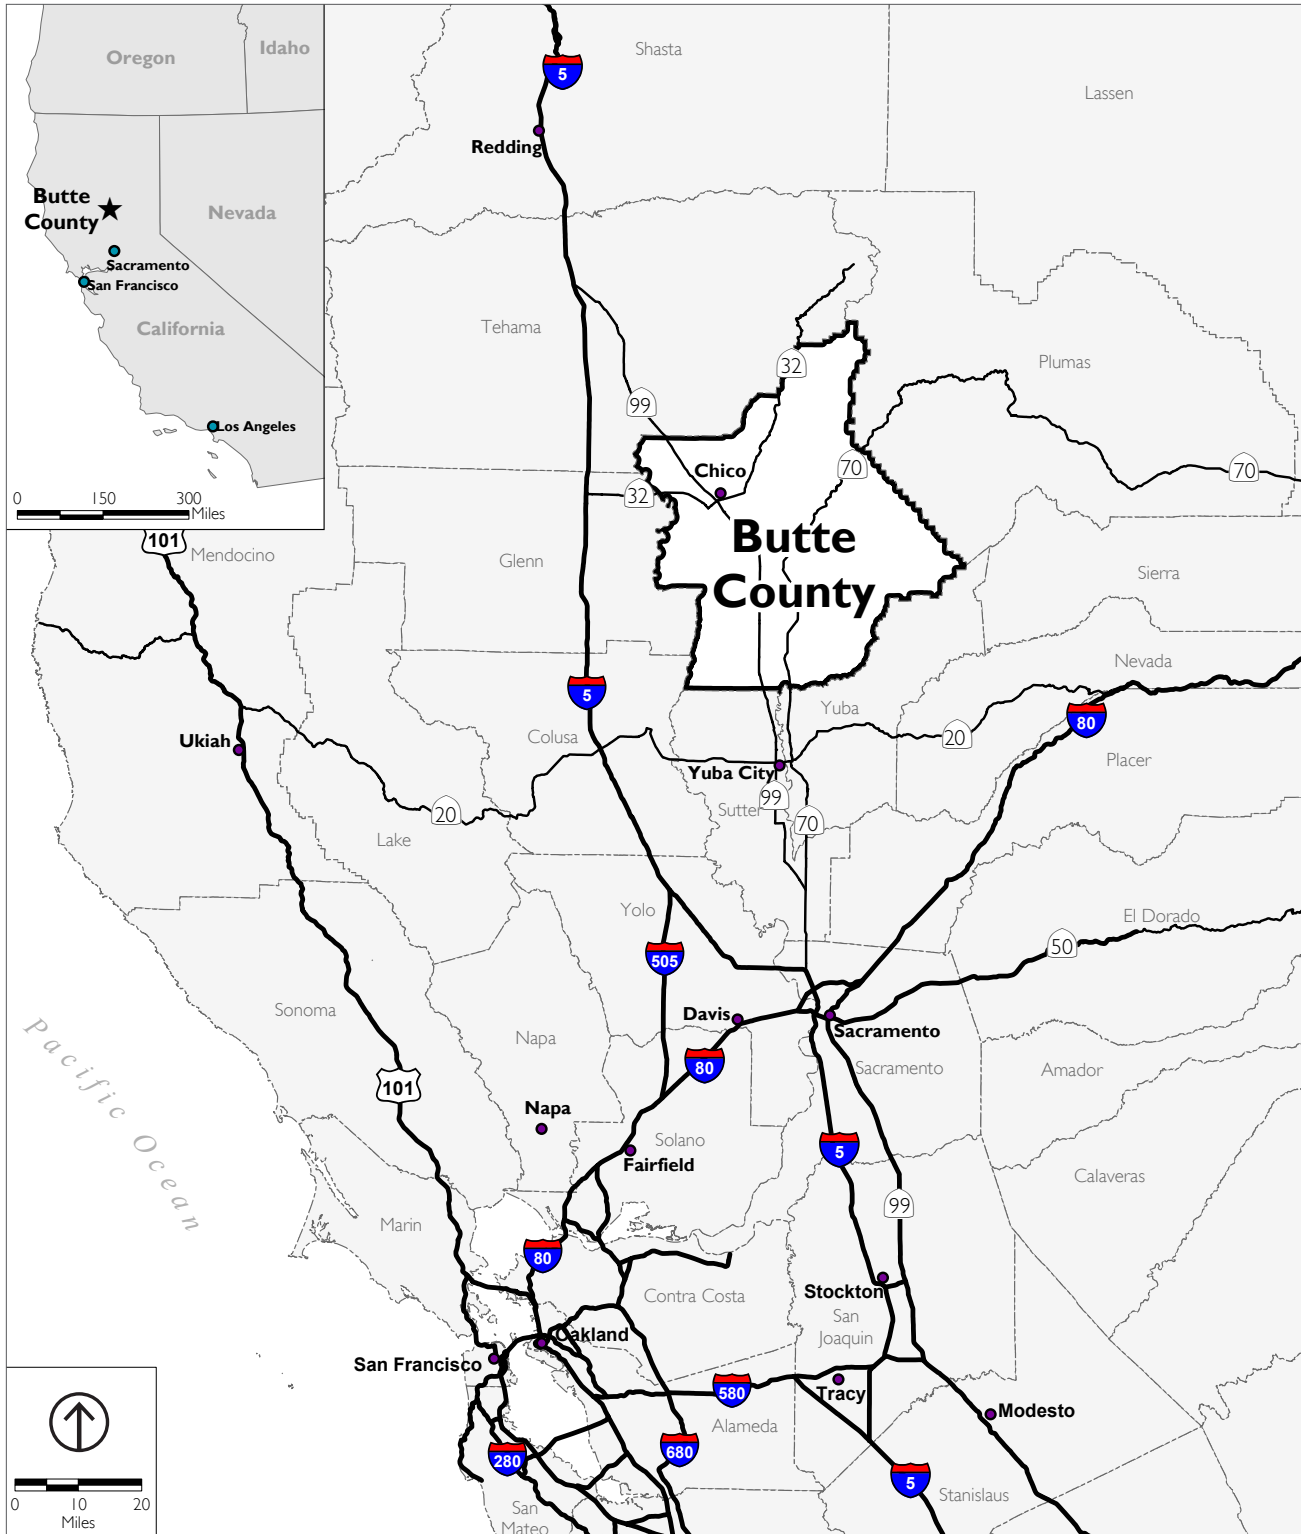 Oregon
Idaho
Butte
County
Nevada
Sacramento
San Francisco
California
Los Angeles
0 150 300
Miles
5
Shasta
Lassen
Redding
Tehama
Plumas
32
99
70
70
Chico
32
Butte
County
101
Mendocino
Glenn
Sierra
Nevada
5
Yuba
80
Ukiah
Colusa
20
Placer
Yuba City
99
Sutter
70
20
Lake
Yolo
El Dorado
50
505
Sonoma
Davis
Sacramento
Napa
80
Sacramento
Amador
101
Pacific Ocean
Napa
Solano
5
Fairfield
Calaveras
99
Marin
80
Stockton
Contra Costa
San
Joaquin
Oakland
San Francisco
580
Tracy
Modesto
Alameda
680
280
5
Stanislaus
San
Mateo
0 10 20
Miles